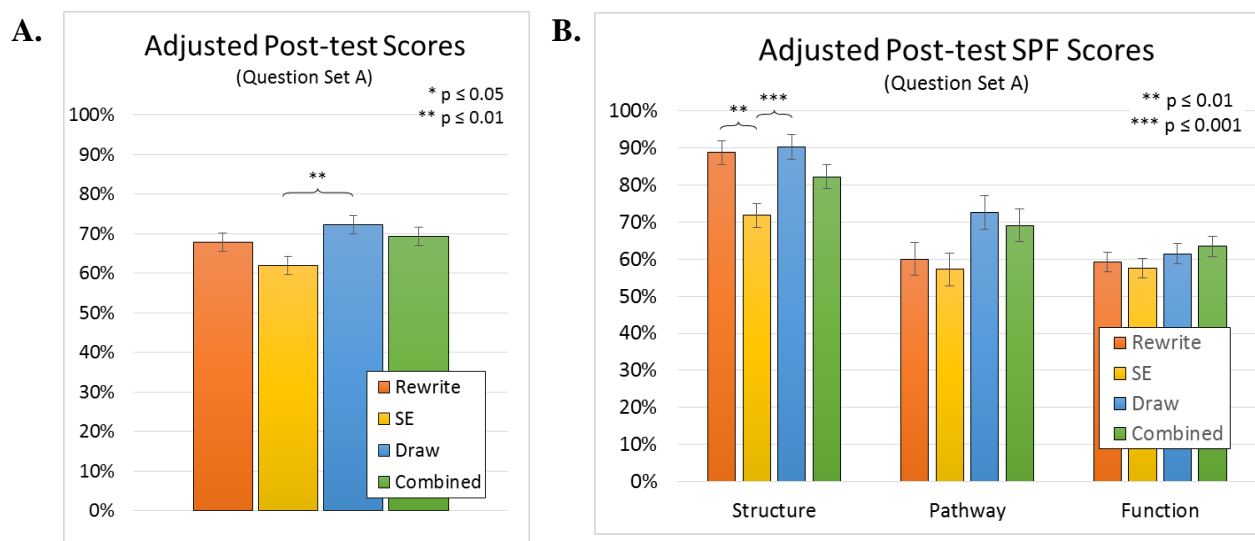 A.
Adjusted Post-test Scores
(Question Set A)
* p ≤ 0.05
** p ≤ 0.01
100%
90%
80%
70%
60%
50%
40%
30%
20%
10%
0%
**
Rewrite
SE
Draw
Combined
B.
Adjusted Post-test SPF Scores
(Question Set A)
** p ≤ 0.01
*** p ≤ 0.001
100%
90%
80%
70%
60%
50%
40%
30%
20%
10%
0%
** ***
Rewrite
SE
Draw
Combined
Structure Pathway Function